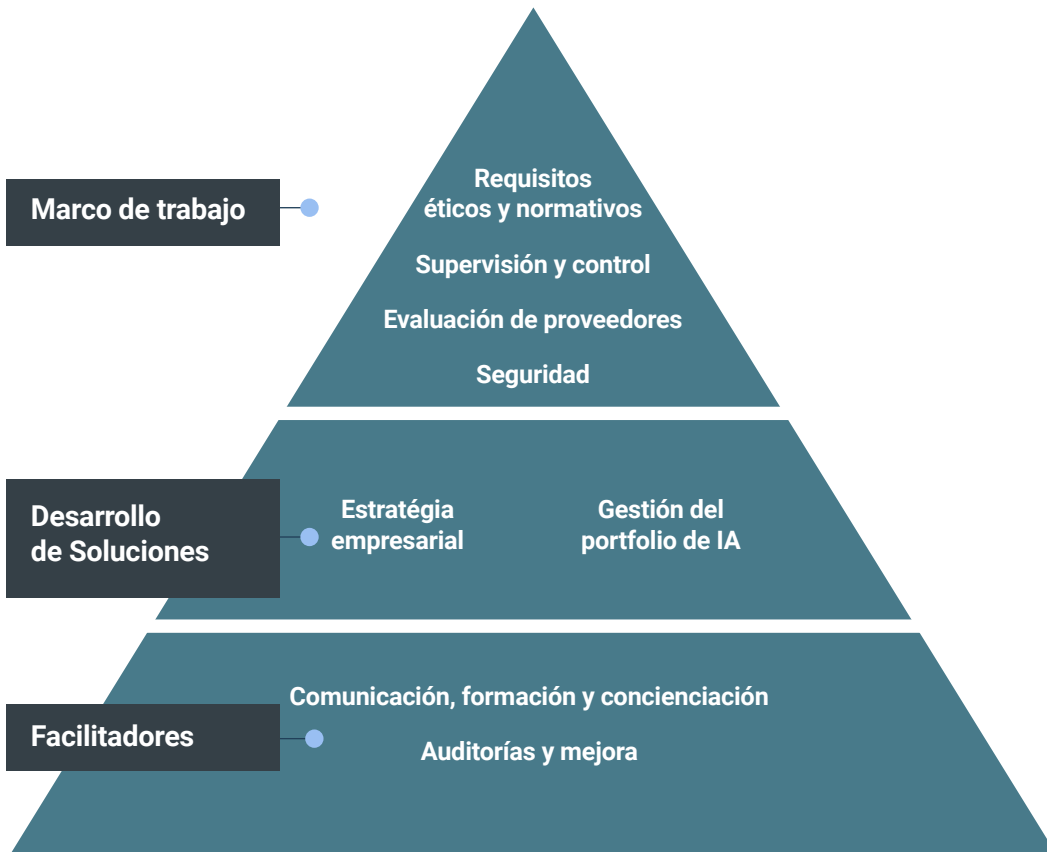 Marco de trabajo
Requisitos
éticos y normativos
Supervisión y control
Evaluación de proveedores
Seguridad
Desarrollo
de Soluciones
Estratégia
empresarial
Gestión del
portfolio de IA
Facilitadores
Comunicación, formación y concienciación
Auditorías y mejora